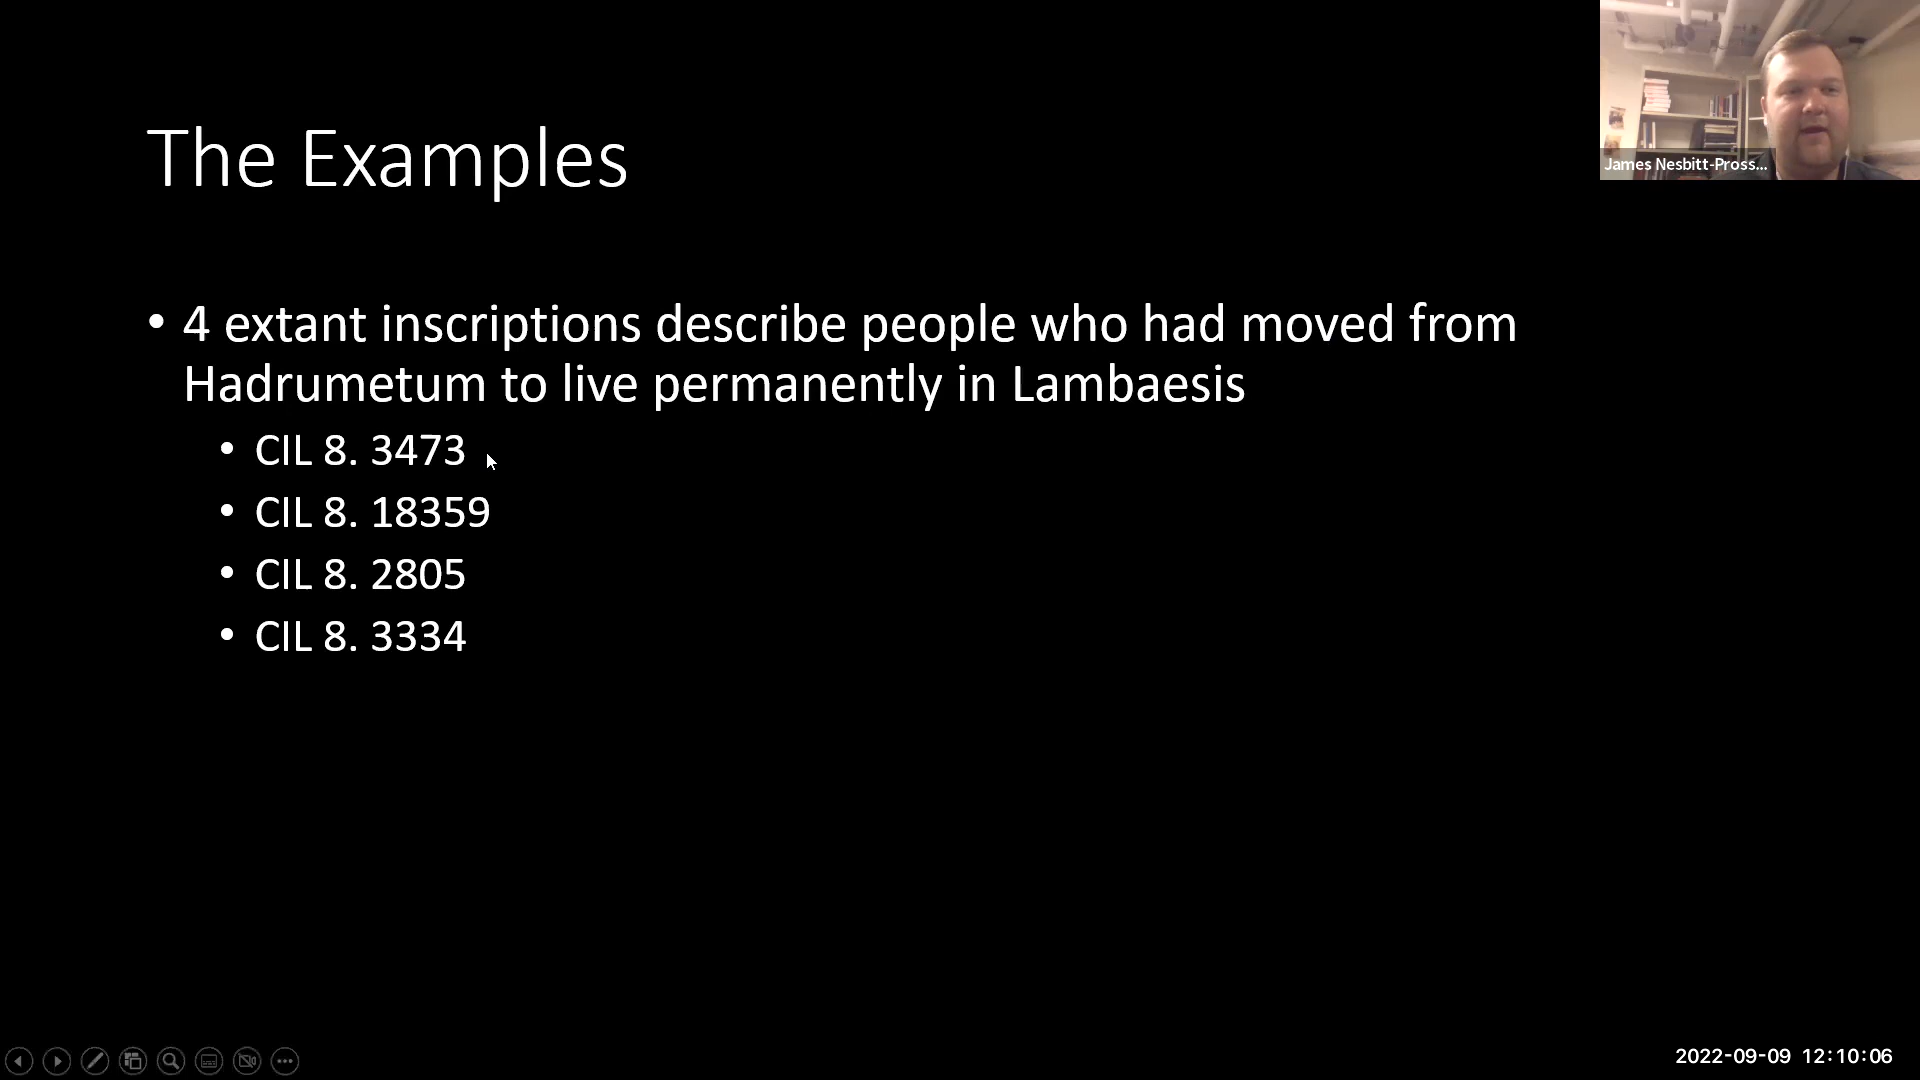 The Examples
James Nesbitt-Pross...
• 4 extant inscriptions describe people who had moved from
Hadrumetum to live permanently in Lambaesis
• CIL 8. 3473
• CIL 8. 18359
• CIL 8. 2805
• CIL 8. 3334
2022-09-09 12:10:06